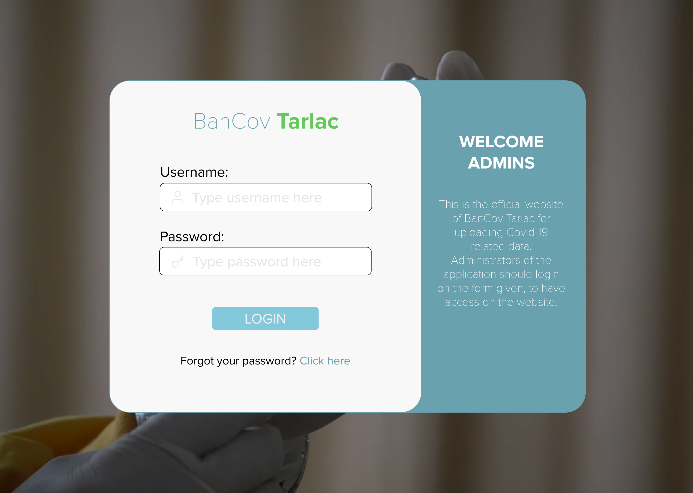 BanCov Tarlac
Username:
Type username here
Password:
Type password here
LOGIN
Forgot your password? Click here
WELCOME
ADMINS
This is the official website
of BanCov Tarlac for
uploading Covid 19
related data.
Administrators of the
application should login
on the form given, to have
access on the website.